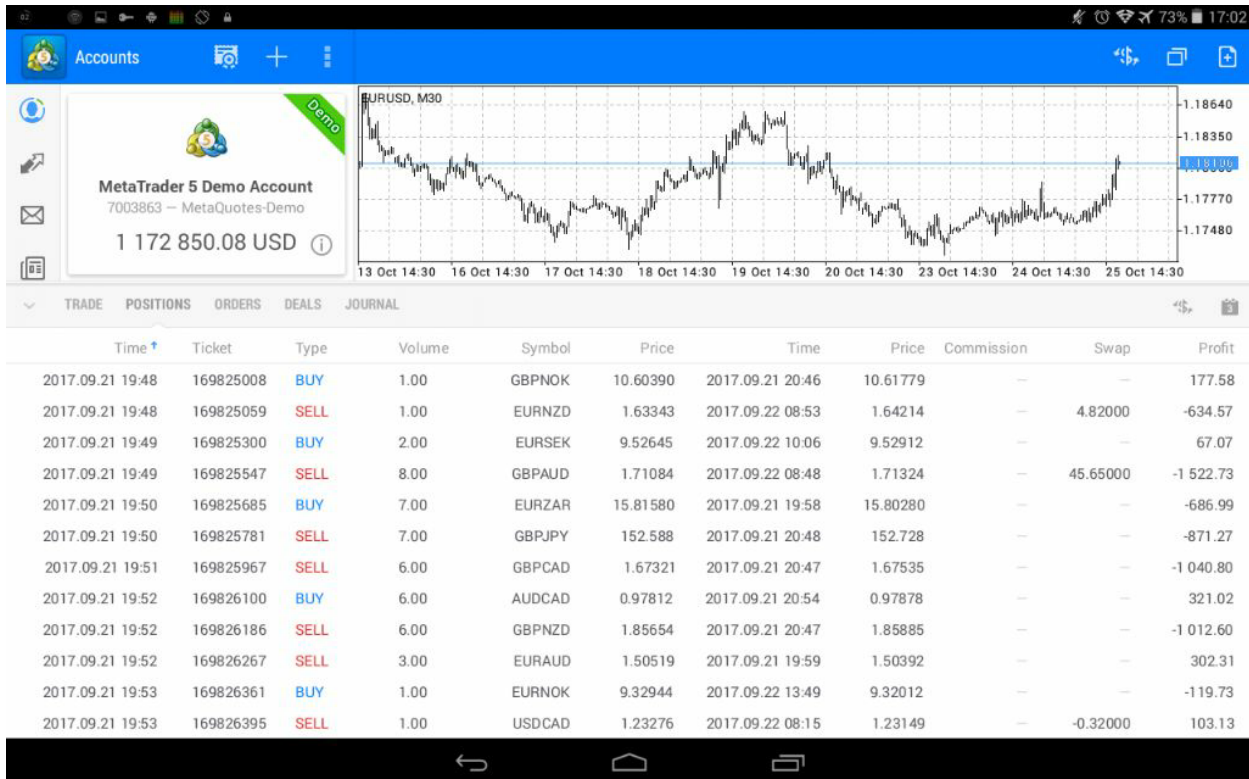 73% 17:02
Accounts
Demo
MetaTrader 5 Demo Account
7003863 — MetaQuotes-Demo
1 172 850.08 USD
EURUSD, M30
1.18640
1.18350
1.17770
1.17480
13 Oct 14:30 16 Oct 14:30 17 Oct 14:30 18 Oct 14:30 19 Oct 14:30 20 Oct 14:30 23 Oct 14:30 24 Oct 14:30 25 Oct 14:30
TRADE POSITIONS ORDERS DEALS JOURNAL
Time Ticket Type Volume Symbol Price Time Price Commission Swap Profit
2017.09.21 19:48 169825008 BUY 1.00 GBPNOK 10.60390 2017.09.21 20:46 10.61779 — — 177.58
2017.09.21 19:48 169825059 SELL 1.00 EURNZD 1.63343 2017.09.22 08:53 1.64214 — 4.82000 -634.57
2017.09.21 19:49 169825300 BUY 2.00 EURSEK 9.52645 2017.09.22 10:06 9.52912 — — 67.07
2017.09.21 19:49 169825547 SELL 8.00 GBPAUD 1.71084 2017.09.22 08:48 1.71324 — 45.65000 -1 522.73
2017.09.21 19:50 169825685 BUY 7.00 EURZAR 15.81580 2017.09.21 19:58 15.80280 — — -686.99
2017.09.21 19:50 169825781 SELL 7.00 GBPJPY 152.588 2017.09.21 20:48 152.728 — — -871.27
2017.09.21 19:51 169825967 SELL 6.00 GBPCAD 1.67321 2017.09.21 20:47 1.67535 — — -1 040.80
2017.09.21 19:52 169826100 BUY 6.00 AUDCAD 0.97812 2017.09.21 20:54 0.97878 — — 321.02
2017.09.21 19:52 169826186 SELL 6.00 GBPNZD 1.85654 2017.09.21 20:47 1.85885 — — -1 012.60
2017.09.21 19:52 169826267 SELL 3.00 EURAUD 1.50519 2017.09.21 19:59 1.50392 — — 302.31
2017.09.21 19:53 169826361 BUY 1.00 EURNOK 9.32944 2017.09.22 13:49 9.32012 — — -119.73
2017.09.21 19:53 169826395 SELL 1.00 USDCAD 1.23276 2017.09.22 08:15 1.23149 — -0.32000 103.13